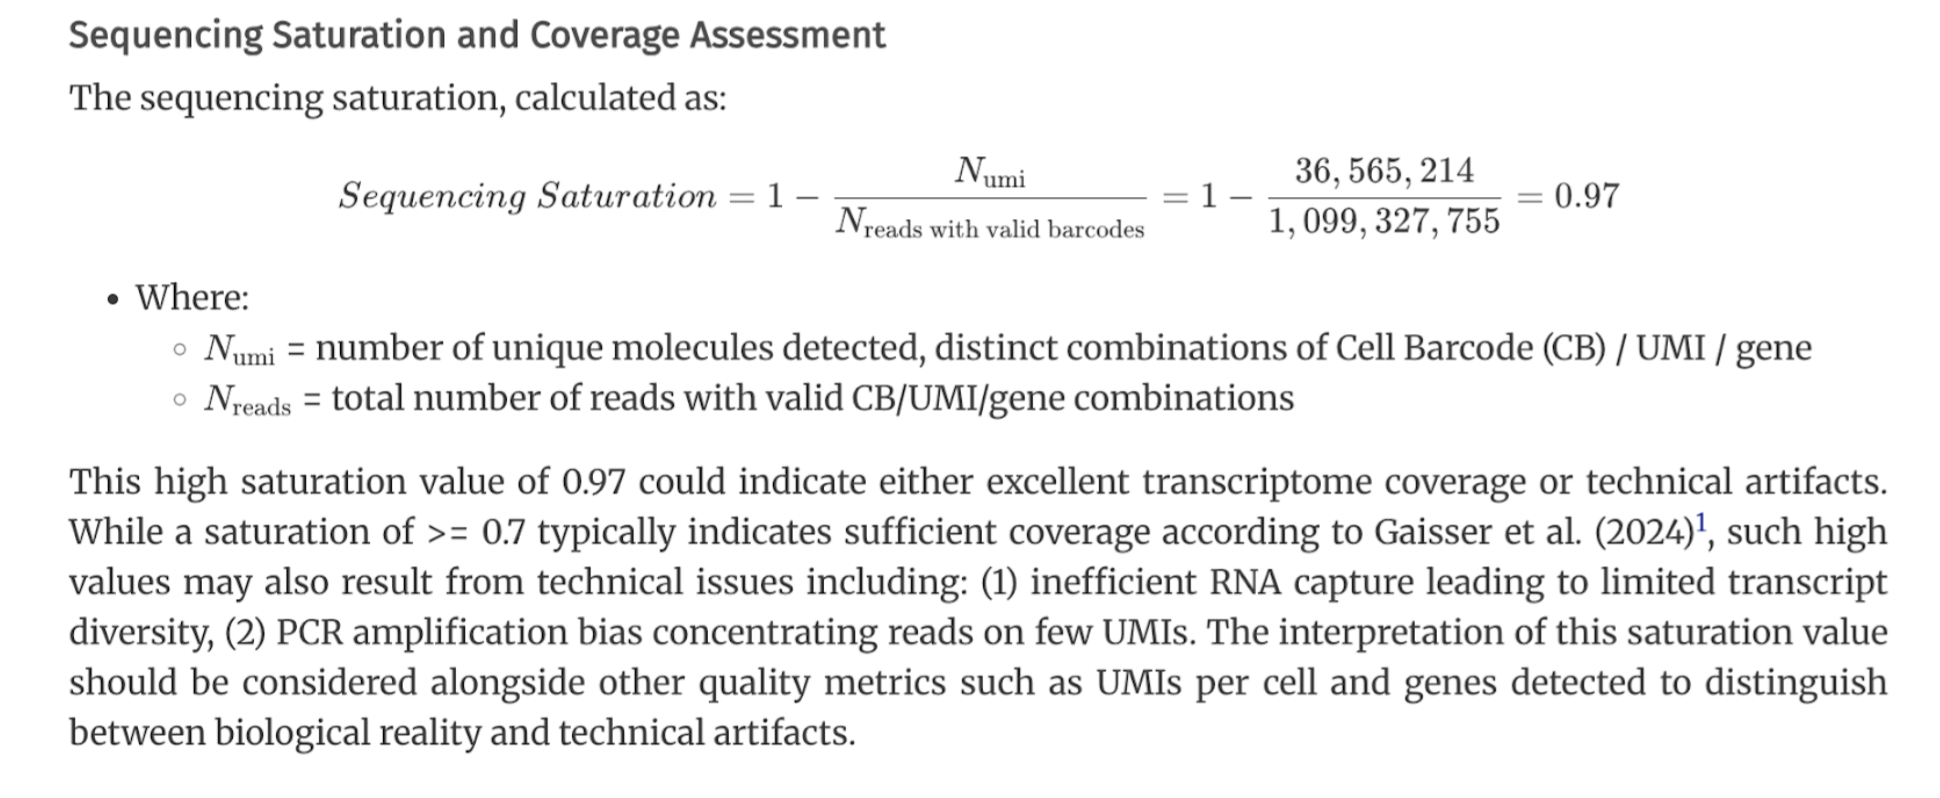 Sequencing Saturation and Coverage Assessment
The sequencing saturation, calculated as:
Sequencing Saturation = 1 − N_umi / N_reads with valid barcodes = 1 − 36,565,214 / 1,099,327,755 = 0.97
• Where:
◦ N_umi = number of unique molecules detected, distinct combinations of Cell Barcode (CB) / UMI / gene
◦ N_reads = total number of reads with valid CB/UMI/gene combinations
This high saturation value of 0.97 could indicate either excellent transcriptome coverage or technical artifacts.
While a saturation of >= 0.7 typically indicates sufficient coverage according to Gaisser et al. (2024)¹, such high
values may also result from technical issues including: (1) inefficient RNA capture leading to limited transcript
diversity, (2) PCR amplification bias concentrating reads on few UMIs. The interpretation of this saturation value
should be considered alongside other quality metrics such as UMIs per cell and genes detected to distinguish
between biological reality and technical artifacts.